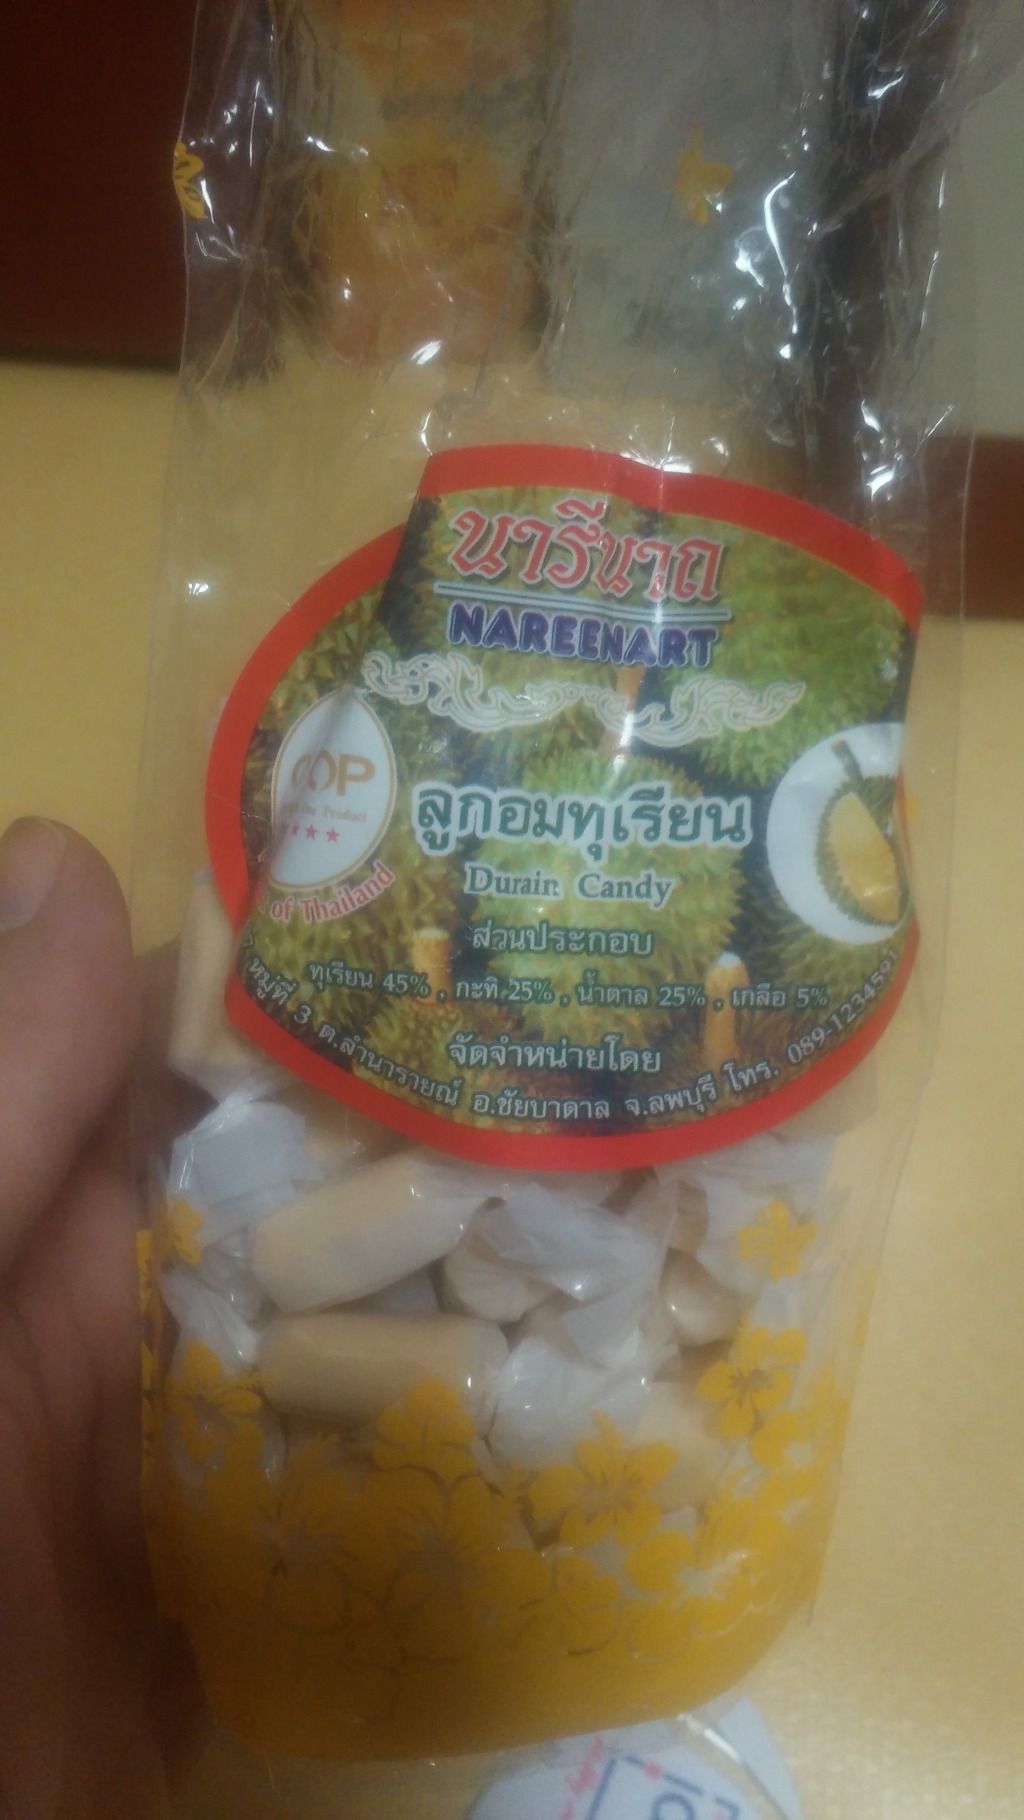 นารีนาถ
NAREENART
OP
Product
of Thailand
ลูกอมทุเรียน
Durain Candy
ส่วนประกอบ
ทุเรียน 45% , กะทิ 25% , น้ำตาล 25% , เกลือ 5%
จัดจำหน่ายโดย
หมู่ที่ 3 ต.ลำนารายณ์ อ.ชัยบาดาล จ.ลพบุรี โทร. 089-1234591